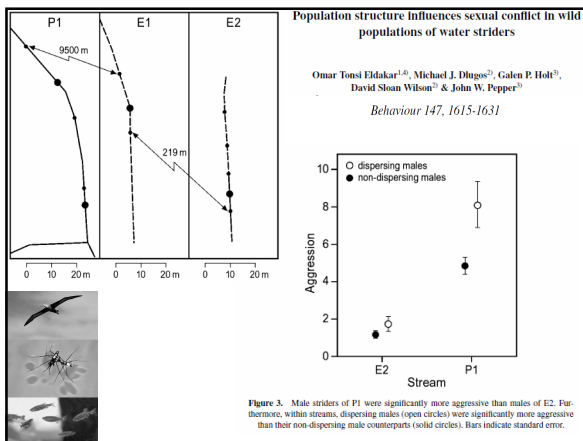 P1 E1 E2
9500 m
219 m
0 10 20 m 0 10 20 m 0 10 20 m
Population structure influences sexual conflict in wild
populations of water striders
Omar Tonsi Eldakar1,4), Michael J. Dlugos2), Galen P. Holt3),
David Sloan Wilson2) & John W. Pepper3)
Behaviour 147, 1615-1631
dispersing males
non-dispersing males
10
8
6
4
2
0
Aggression
E2 P1
Stream
Figure 3. Male striders of P1 were significantly more aggressive than males of E2. Fur-
thermore, within streams, dispersing males (open circles) were significantly more aggressive
than their non-dispersing male counterparts (solid circles). Bars indicate standard error.